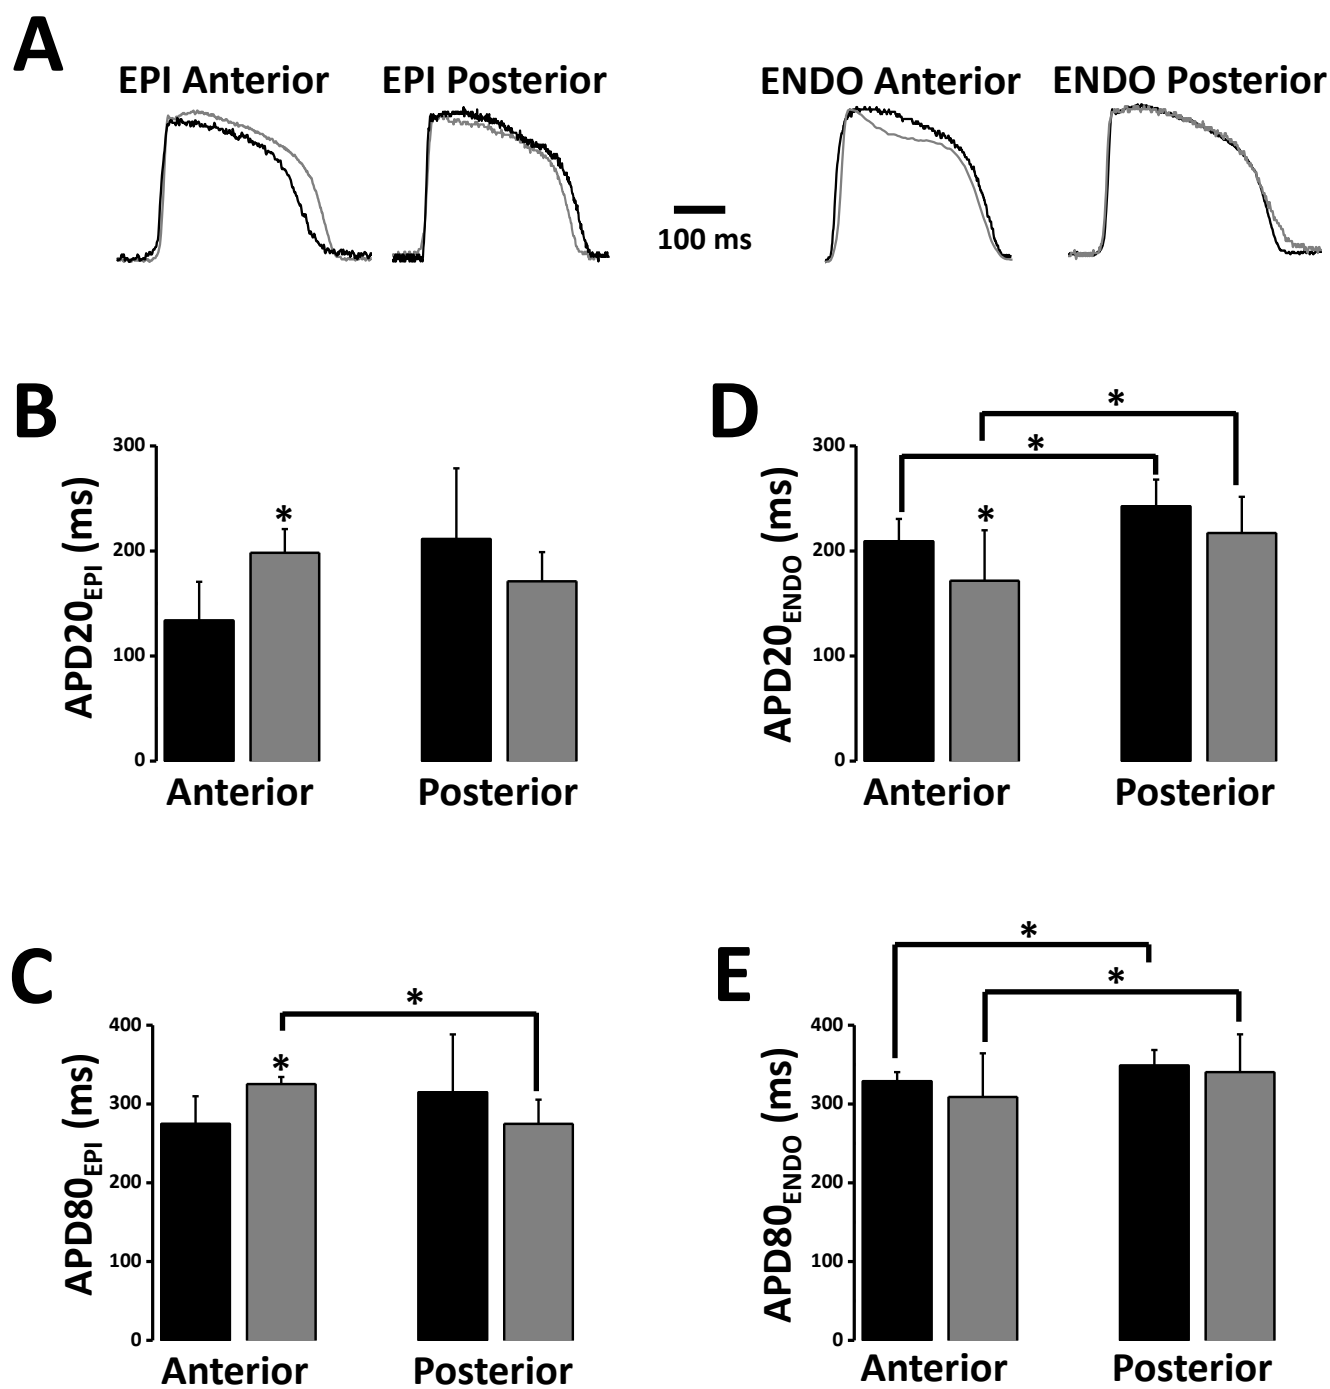 A
EPI Anterior
EPI Posterior
ENDO Anterior
ENDO Posterior
100 ms
B
APD20EPI (ms)
300
200
100
0
*
Anterior
Posterior
D
APD20ENDO (ms)
300
200
100
0
*
*
*
Anterior
Posterior
C
APD80EPI (ms)
400
300
200
100
0
*
*
Anterior
Posterior
E
APD80ENDO (ms)
400
300
200
100
0
*
*
Anterior
Posterior